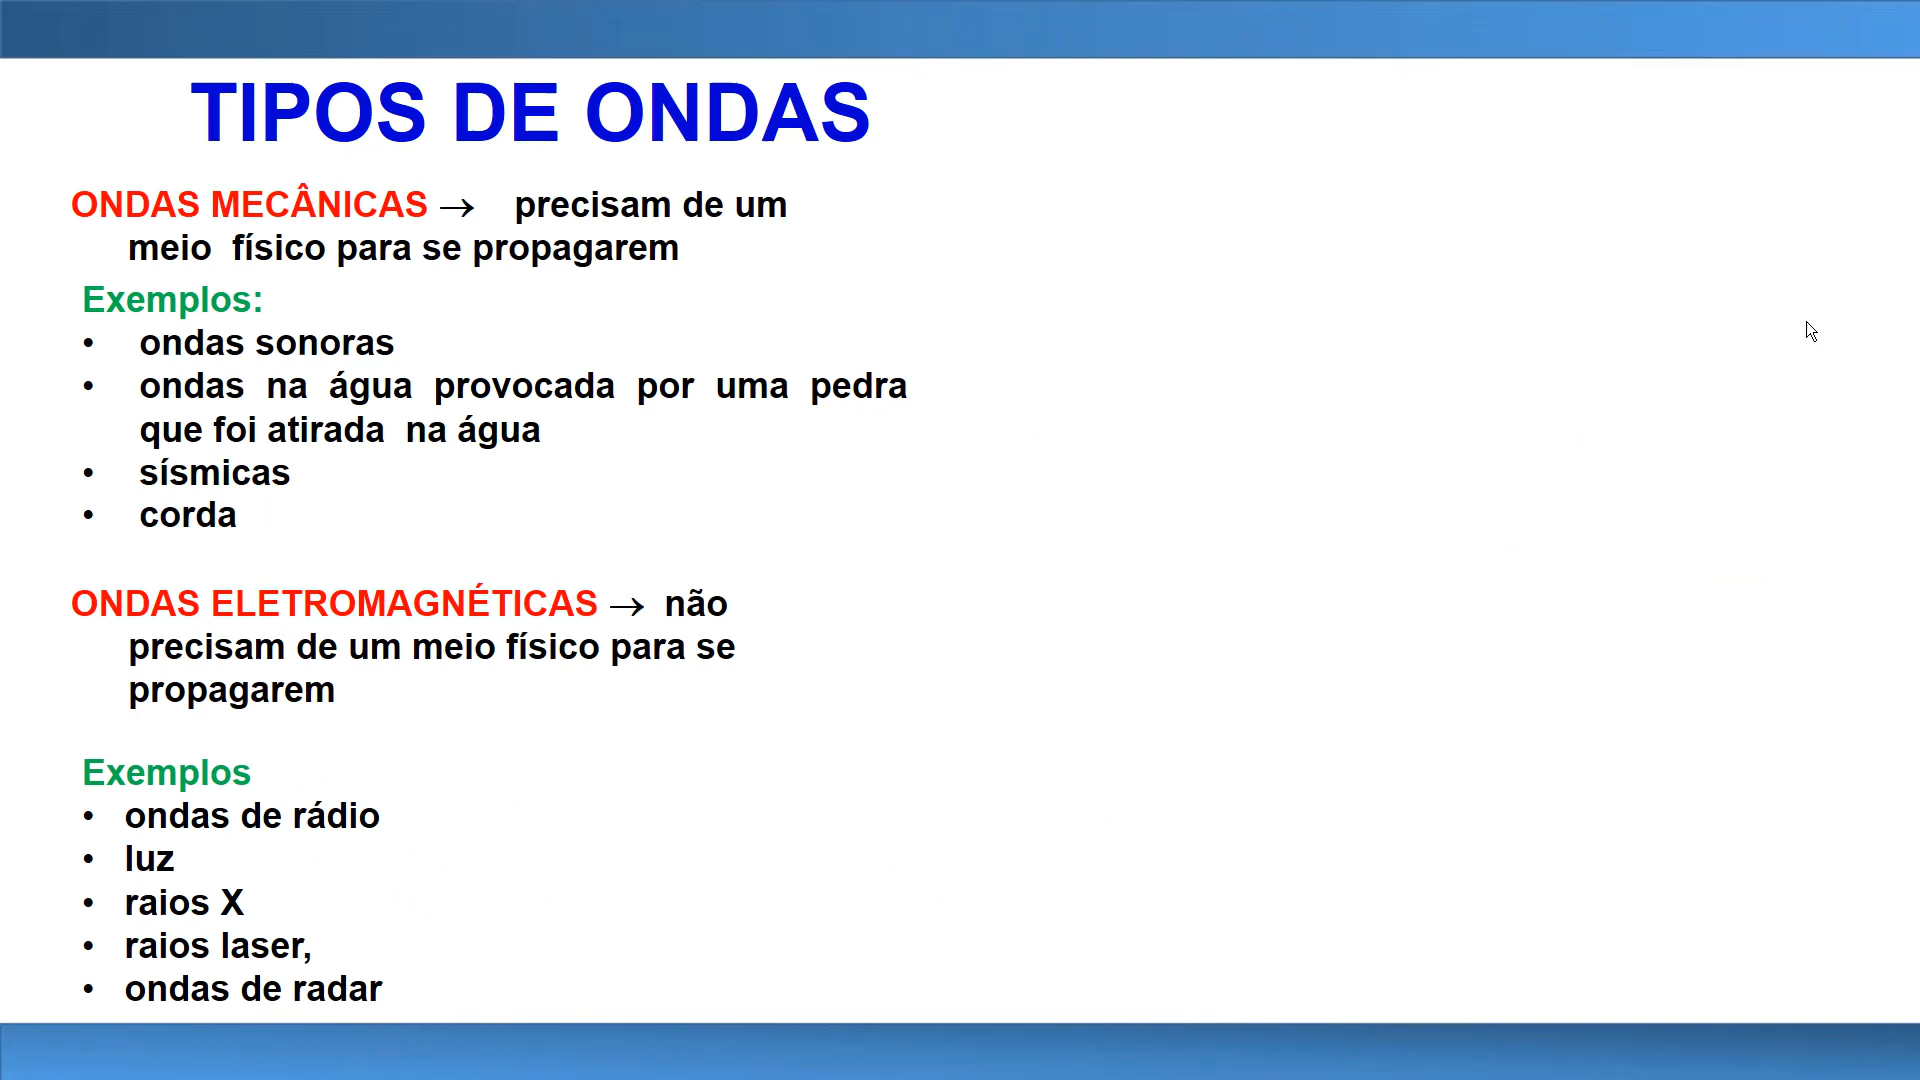 TIPOS DE ONDAS
ONDAS MECÂNICAS → precisam de um
meio físico para se propagarem
Exemplos:
• ondas sonoras
• ondas na água provocada por uma pedra
que foi atirada na água
• sísmicas
• corda
ONDAS ELETROMAGNÉTICAS → não
precisam de um meio físico para se
propagarem
Exemplos
• ondas de rádio
• luz
• raios X
• raios laser,
• ondas de radar